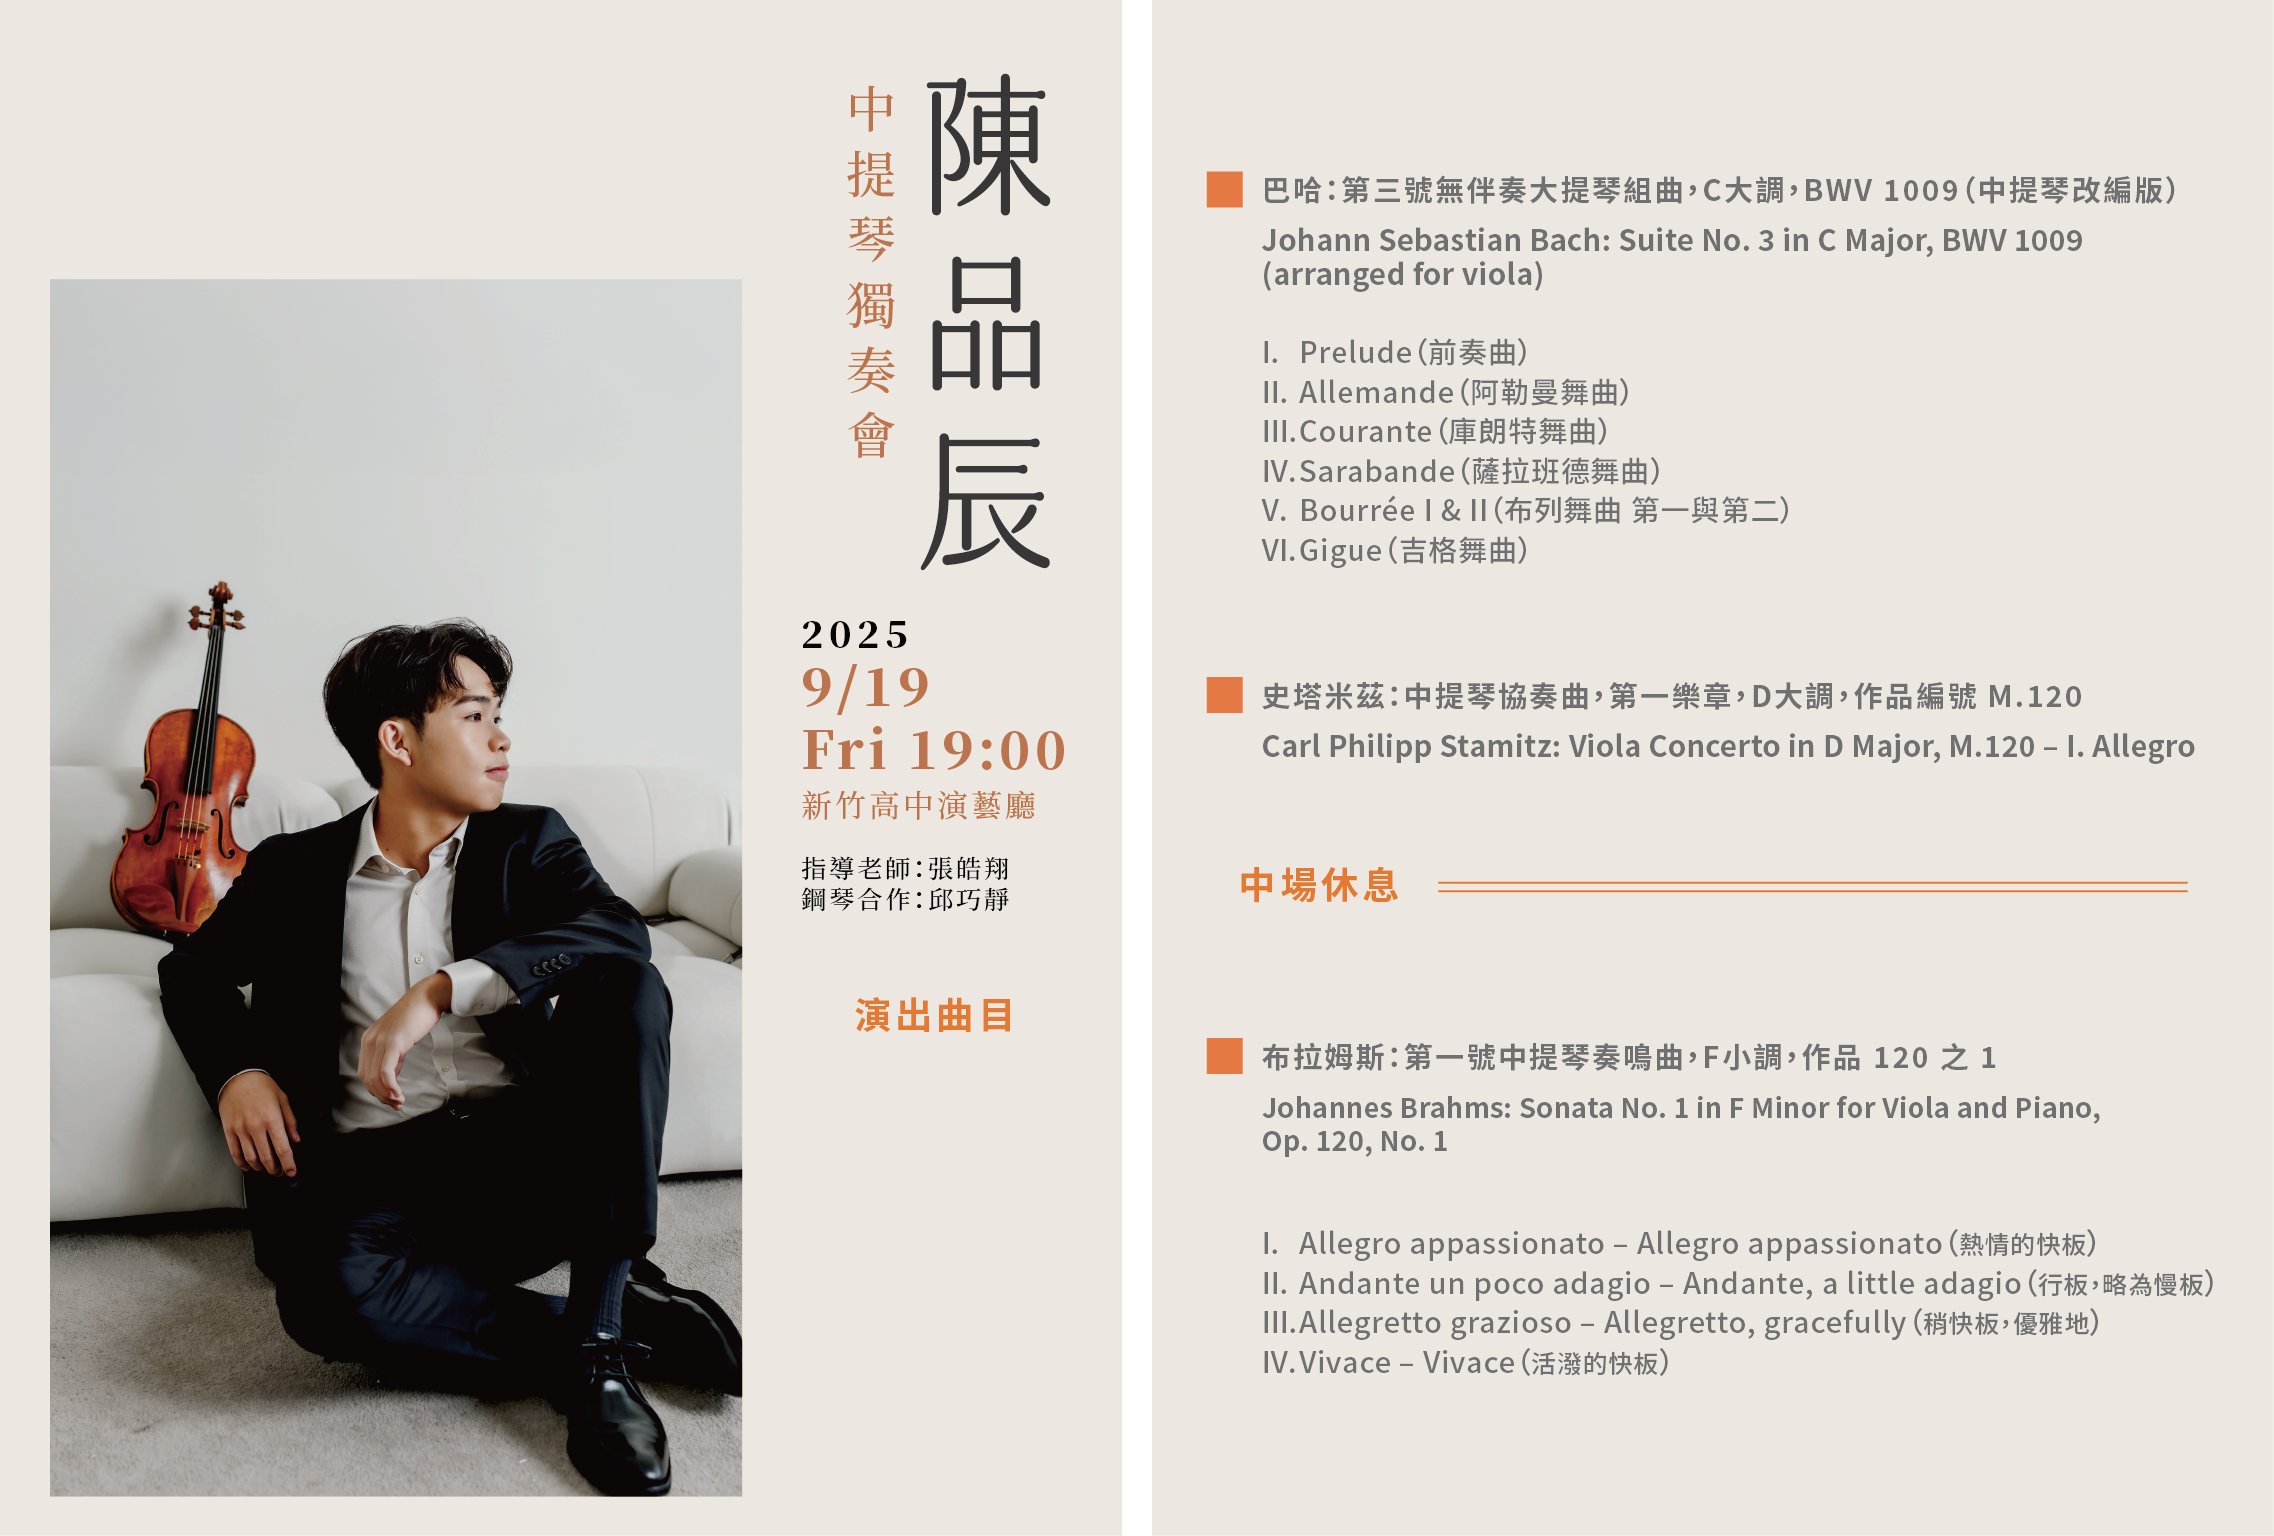 陳品辰
中提琴獨奏會
2025
9/19
Fri 19:00
新竹高中演藝廳
指導老師：張皓翔
鋼琴合作：邱巧靜
演出曲目
巴哈：第三號無伴奏大提琴組曲，C大調，BWV 1009（中提琴改編版）
Johann Sebastian Bach: Suite No. 3 in C Major, BWV 1009
(arranged for viola)
I. Prelude（前奏曲）
II. Allemande（阿勒曼舞曲）
III. Courante（庫朗特舞曲）
IV. Sarabande（薩拉班德舞曲）
V. Bourrée I & II（布列舞曲 第一與第二）
VI. Gigue（吉格舞曲）
史塔米茲：中提琴協奏曲，第一樂章，D大調，作品編號 M.120
Carl Philipp Stamitz: Viola Concerto in D Major, M.120 – I. Allegro
中場休息
布拉姆斯：第一號中提琴奏鳴曲，F小調，作品 120 之 1
Johannes Brahms: Sonata No. 1 in F Minor for Viola and Piano,
Op. 120, No. 1
I. Allegro appassionato – Allegro appassionato（熱情的快板）
II. Andante un poco adagio – Andante, a little adagio（行板，略為慢板）
III. Allegretto grazioso – Allegretto, gracefully（稍快板，優雅地）
IV. Vivace – Vivace（活潑的快板）